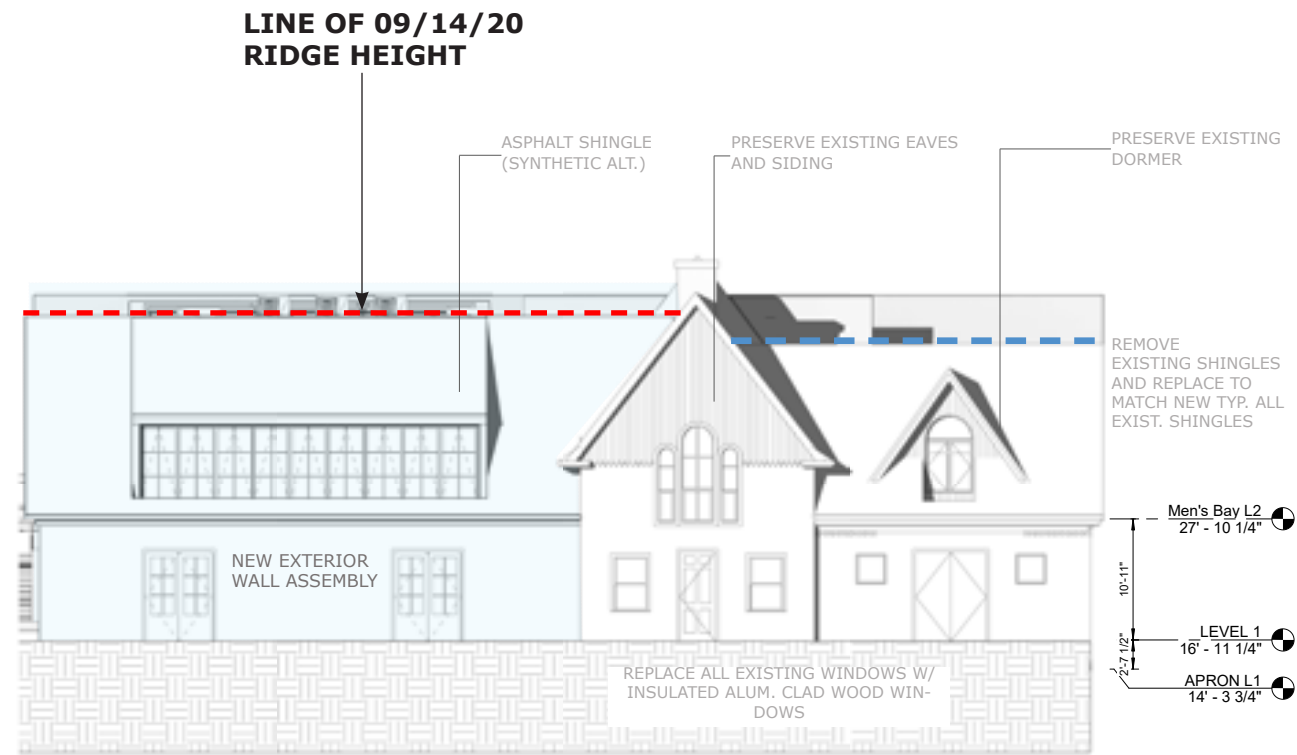 LINE OF 09/14/20
RIDGE HEIGHT
ASPHALT SHINGLE
(SYNTHETIC ALT.)
PRESERVE EXISTING EAVES
AND SIDING
PRESERVE EXISTING
DORMER
REMOVE
EXISTING SHINGLES
AND REPLACE TO
MATCH NEW TYP. ALL
EXIST. SHINGLES
Men's Bay L2
27' - 10 1/4"
10'-11"
NEW EXTERIOR
WALL ASSEMBLY
LEVEL 1
16' - 11 1/4"
2'-7 1/2"
APRON L1
14' - 3 3/4"
REPLACE ALL EXISTING WINDOWS W/
INSULATED ALUM. CLAD WOOD WIN-
DOWS